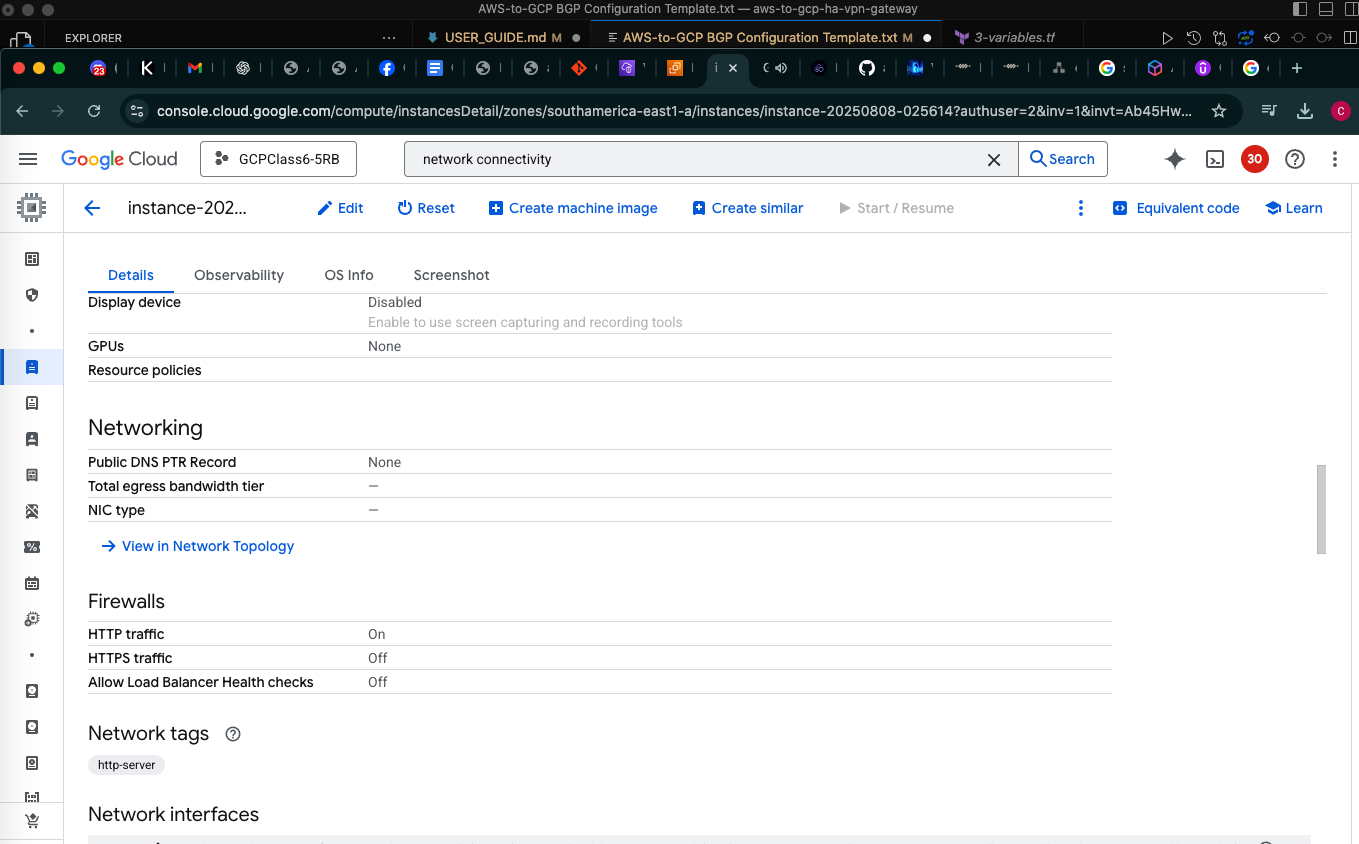 AWS-to-GCP BGP Configuration Template.txt — aws-to-gcp-ha-vpn-gateway
EXPLORER
USER_GUIDE.md M
AWS-to-GCP BGP Configuration Template.txt M
3-variables.tf
23
console.cloud.google.com/compute/instancesDetail/zones/southamerica-east1-a/instances/instance-20250808-025614?authuser=2&inv=1&invt=Ab45Hw...
C
Google Cloud
GCPClass6-5RB
network connectivity
Search
30
instance-202...
Edit
Reset
Create machine image
Create similar
Start / Resume
Equivalent code
Learn
Details
Observability
OS Info
Screenshot
Display device
Disabled
Enable to use screen capturing and recording tools
GPUs
None
Resource policies
Networking
Public DNS PTR Record
None
Total egress bandwidth tier
—
NIC type
—
View in Network Topology
Firewalls
HTTP traffic
On
HTTPS traffic
Off
Allow Load Balancer Health checks
Off
Network tags
http-server
Network interfaces